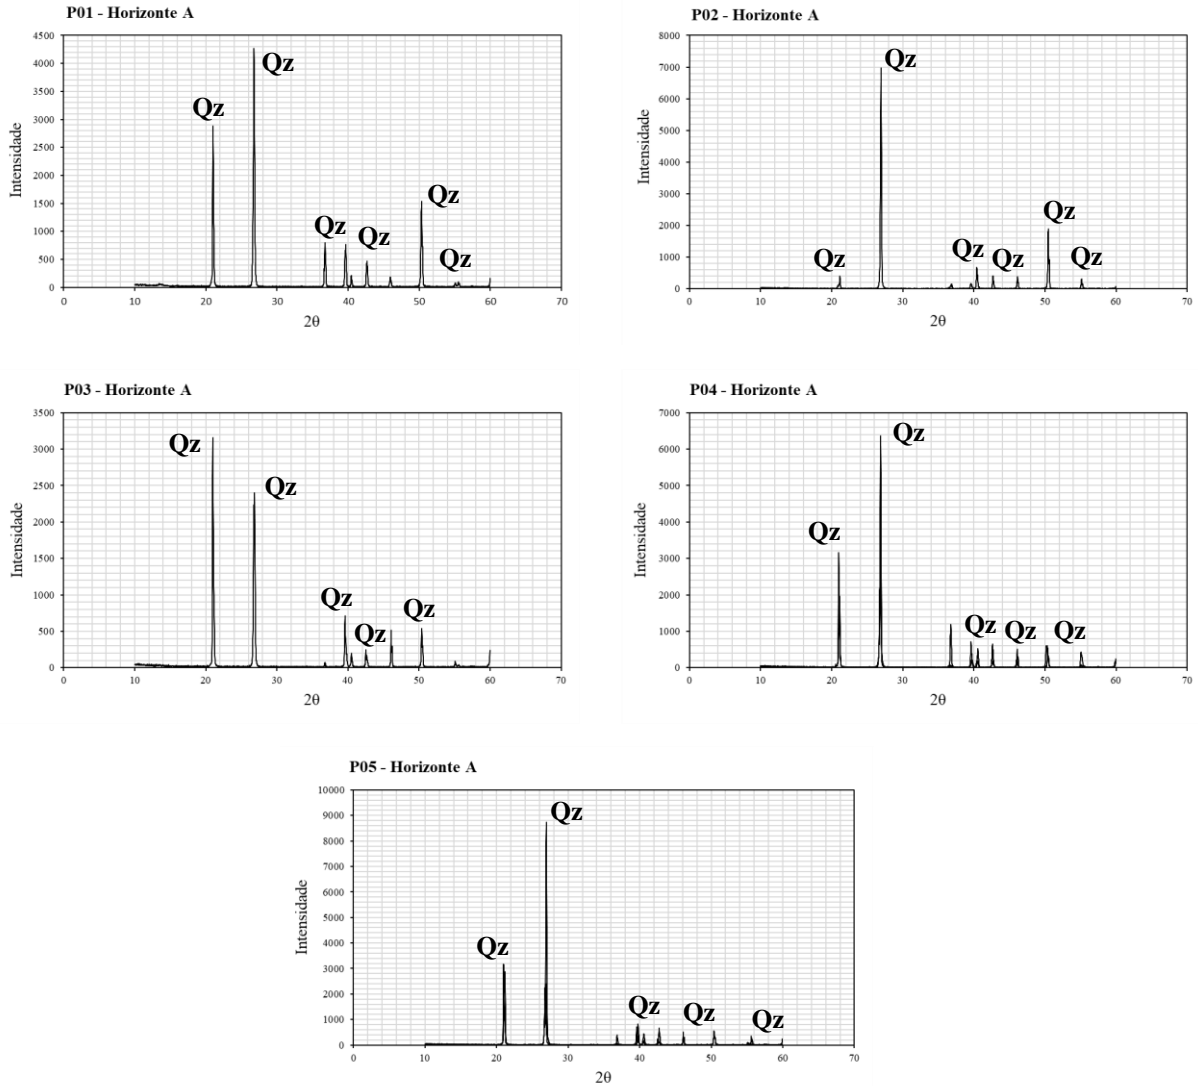 P01 - Horizonte A
4500
4000
3500
3000
2500
2000
1500
1000
500
0
Intensidade
Qz
Qz
Qz
Qz
Qz
Qz
0 10 20 30 40 50 60 70
2θ
P02 - Horizonte A
8000
7000
6000
5000
4000
3000
2000
1000
0
Intensidade
Qz
Qz
Qz
Qz
Qz
Qz
0 10 20 30 40 50 60 70
2θ
P03 - Horizonte A
3500
3000
2500
2000
1500
1000
500
0
Intensidade
Qz
Qz
Qz
Qz
Qz
0 10 20 30 40 50 60 70
2θ
P04 - Horizonte A
7000
6000
5000
4000
3000
2000
1000
0
Intensidade
Qz
Qz
Qz
Qz
Qz
0 10 20 30 40 50 60 70
2θ
P05 - Horizonte A
10000
9000
8000
7000
6000
5000
4000
3000
2000
1000
0
Intensidade
Qz
Qz
Qz
Qz
Qz
0 10 20 30 40 50 60 70
2θ